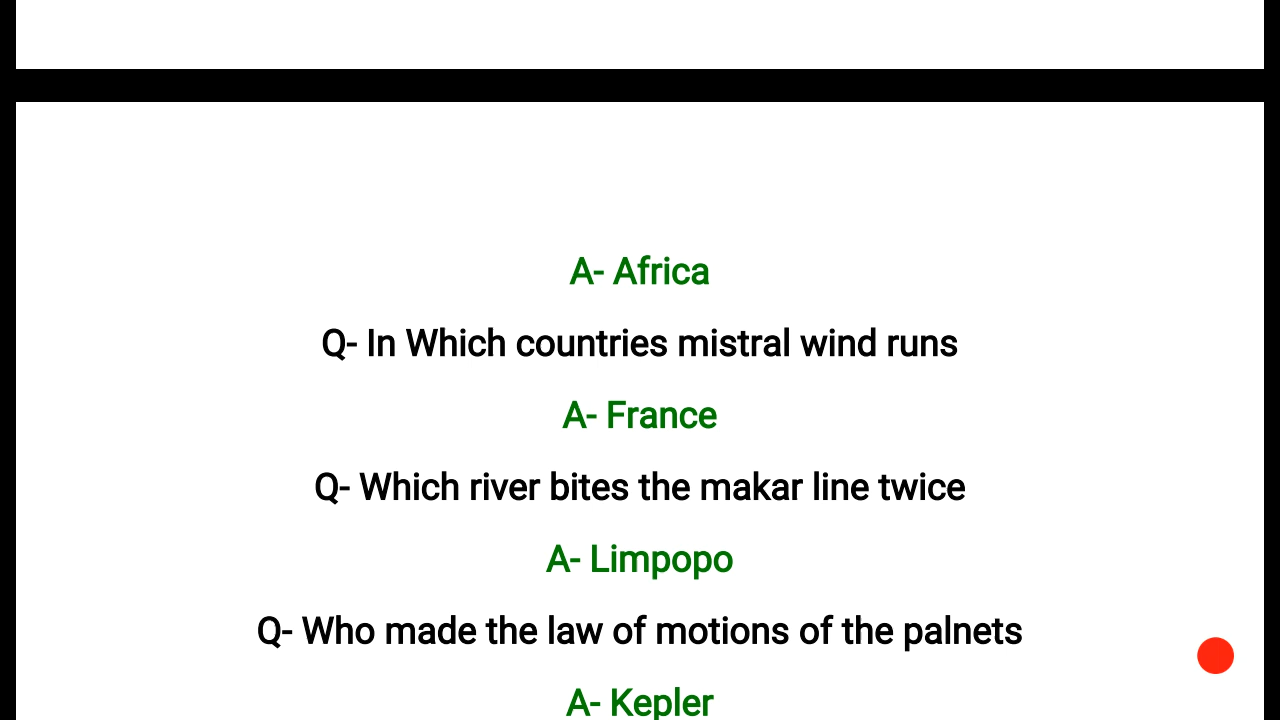 A- Africa
Q- In Which countries mistral wind runs
A- France
Q- Which river bites the makar line twice
A- Limpopo
Q- Who made the law of motions of the palnets
A- Kepler